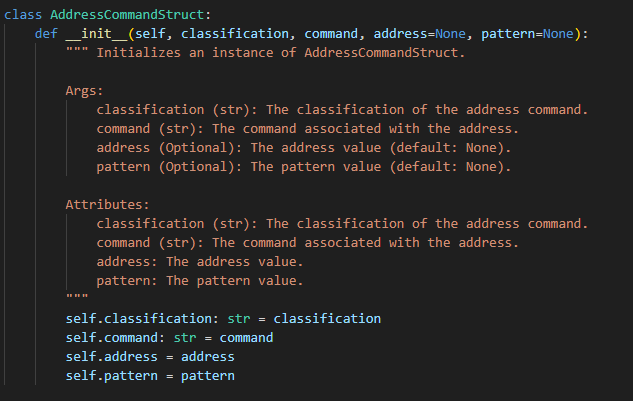 class AddressCommandStruct:
    def __init__(self, classification, command, address=None, pattern=None):
        """ Initializes an instance of AddressCommandStruct.

        Args:
            classification (str): The classification of the address command.
            command (str): The command associated with the address.
            address (Optional): The address value (default: None).
            pattern (Optional): The pattern value (default: None).

        Attributes:
            classification (str): The classification of the address command.
            command (str): The command associated with the address.
            address: The address value.
            pattern: The pattern value.
        """
        self.classification: str = classification
        self.command: str = command
        self.address = address
        self.pattern = pattern